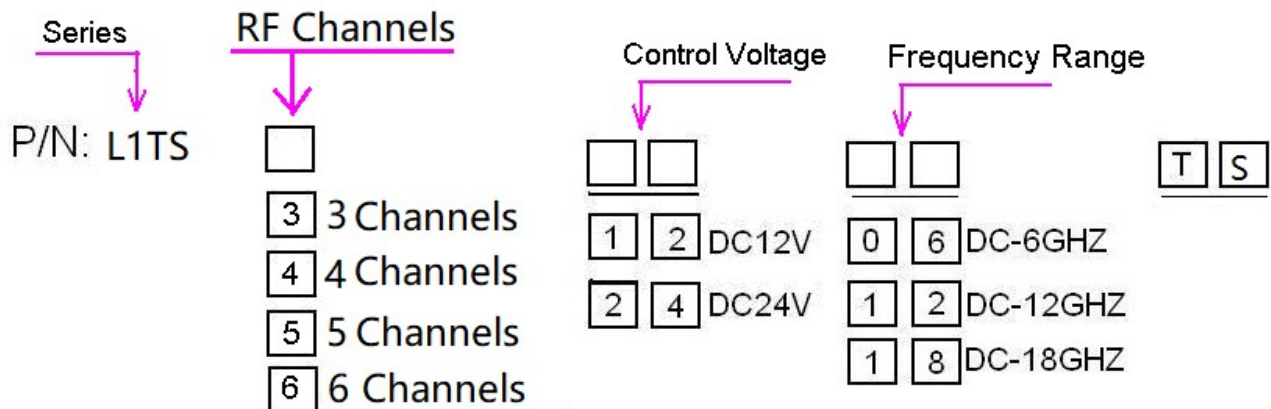 Series
RF Channels
Control Voltage
Frequency Range
P/N: L1TS
T S
3 3 Channels
4 4 Channels
5 5 Channels
6 6 Channels
1 2 DC12V
2 4 DC24V
0 6 DC-6GHZ
1 2 DC-12GHZ
1 8 DC-18GHZ